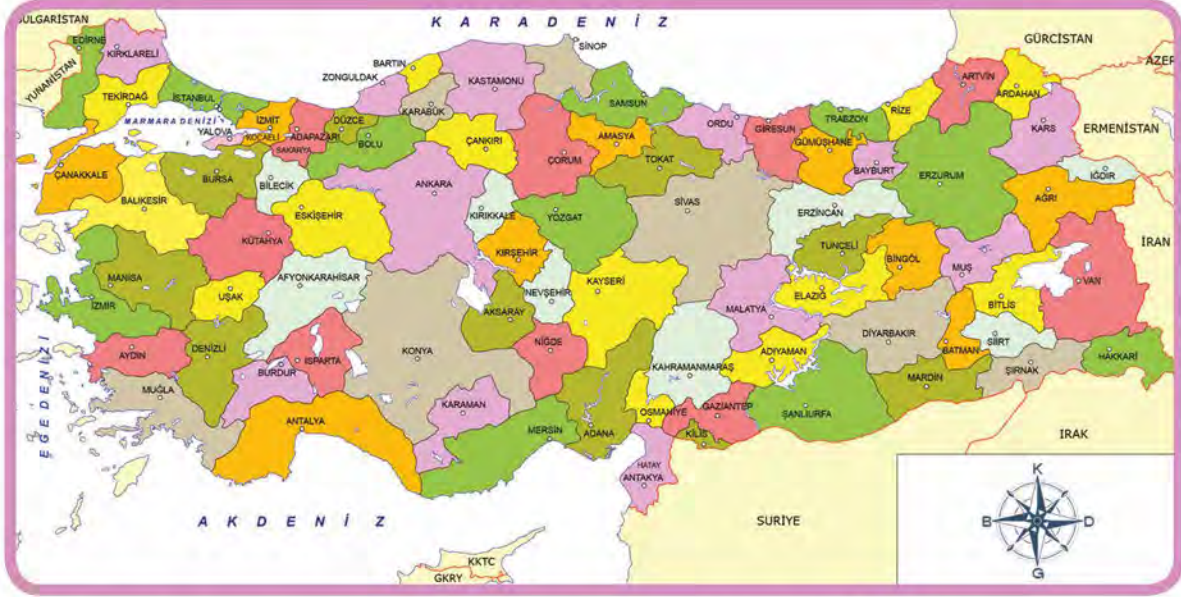 K A R A D E N İ Z
BULGARİSTAN
GÜRCİSTAN
YUNANİSTAN
EDİRNE
KIRKLARELİ
TEKİRDAĞ
İSTANBUL
MARMARA DENİZİ
YALOVA
İZMİT
KOCAELİ
ADAPAZARI
SAKARYA
DÜZCE
BOLU
ZONGULDAK
BARTIN
KARABÜK
KASTAMONU
SİNOP
ÇANKIRI
SAMSUN
AMASYA
ÇORUM
TOKAT
ORDU
GİRESUN
TRABZON
GÜMÜŞHANE
BAYBURT
RİZE
ARTVİN
ARDAHAN
KARS
ERMENİSTAN
IĞDIR
AĞRI
ERZURUM
ERZİNCAN
ÇANAKKALE
BALIKESİR
BURSA
BİLECİK
ESKİŞEHİR
KÜTAHYA
ANKARA
KIRIKKALE
YOZGAT
SİVAS
TUNCELİ
BİNGÖL
MUŞ
BİTLİS
VAN
İRAN
MANİSA
İZMİR
UŞAK
AFYONKARAHİSAR
KIRŞEHİR
NEVŞEHİR
AKSARAY
KAYSERİ
MALATYA
ELAZIĞ
DİYARBAKIR
BATMAN
SİİRT
ŞIRNAK
HAKKARİ
E G E D E N İ Z İ
AYDIN
DENİZLİ
MUĞLA
BURDUR
ISPARTA
ANTALYA
KONYA
KARAMAN
NİĞDE
MERSİN
ADANA
OSMANİYE
KAHRAMANMARAŞ
GAZİANTEP
KİLİS
ADIYAMAN
ŞANLIURFA
MARDİN
HATAY
ANTAKYA
A K D E N İ Z
SURİYE
IRAK
KKTC
GKRY
K
B
D
G